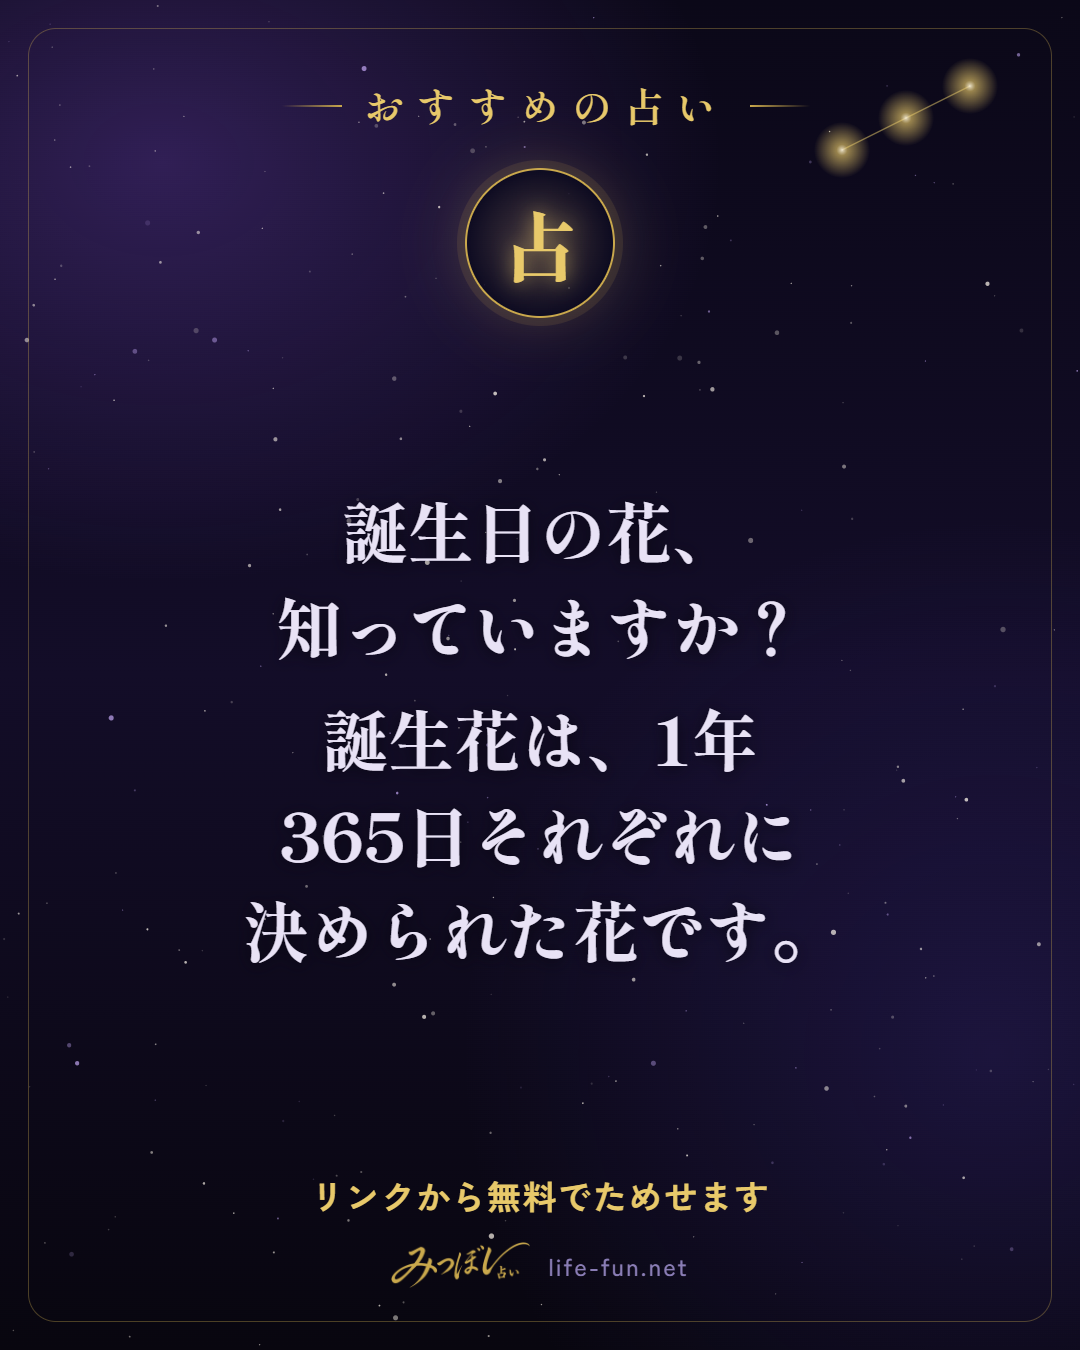 おすすめの占い
占
誕生日の花、
知っていますか？
誕生花は、1年
365日それぞれに
決められた花です。
リンクから無料でためせます
みつぼし占い life-fun.net